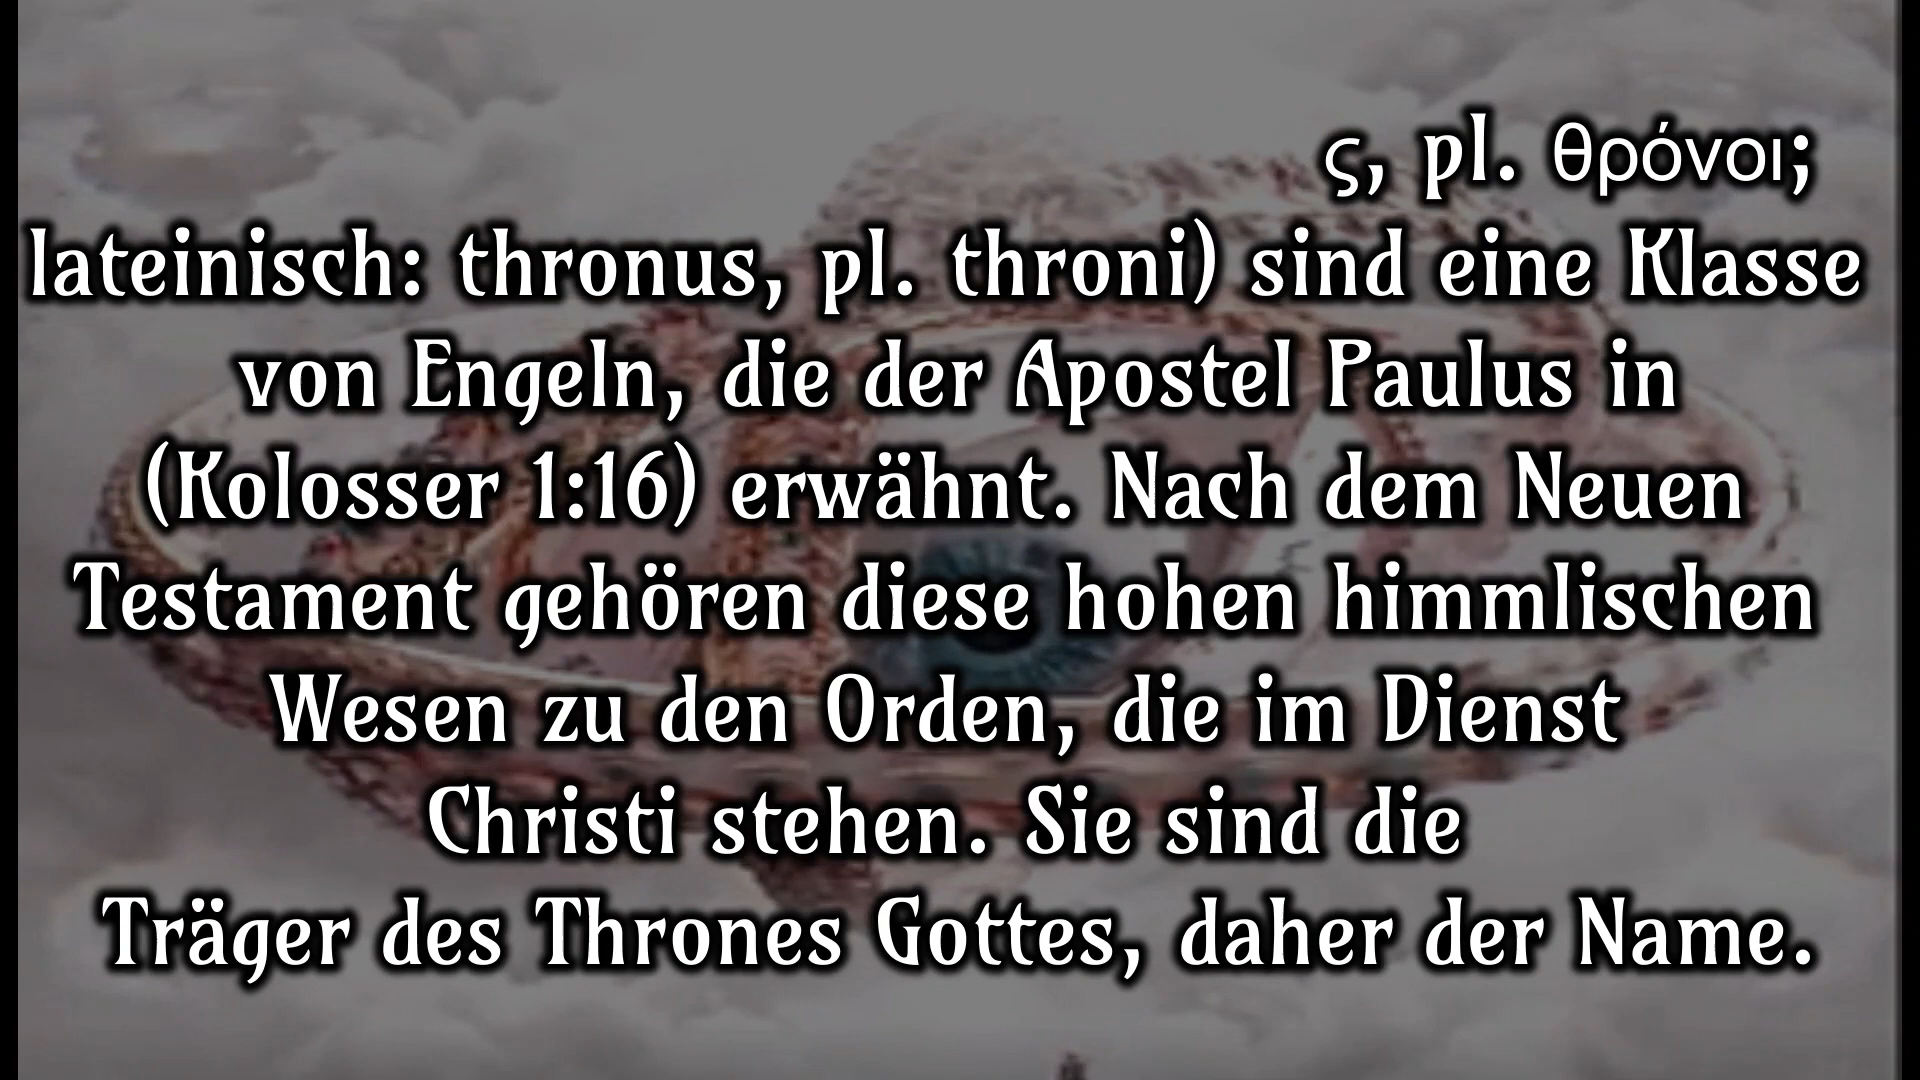 ς, pl. θρόνοι;
lateinisch: thronus, pl. throni) sind eine Klasse
von Engeln, die der Apostel Paulus in
(Kolosser 1:16) erwähnt. Nach dem Neuen
Testament gehören diese hohen himmlischen
Wesen zu den Orden, die im Dienst
Christi stehen. Sie sind die
Träger des Thrones Gottes, daher der Name.